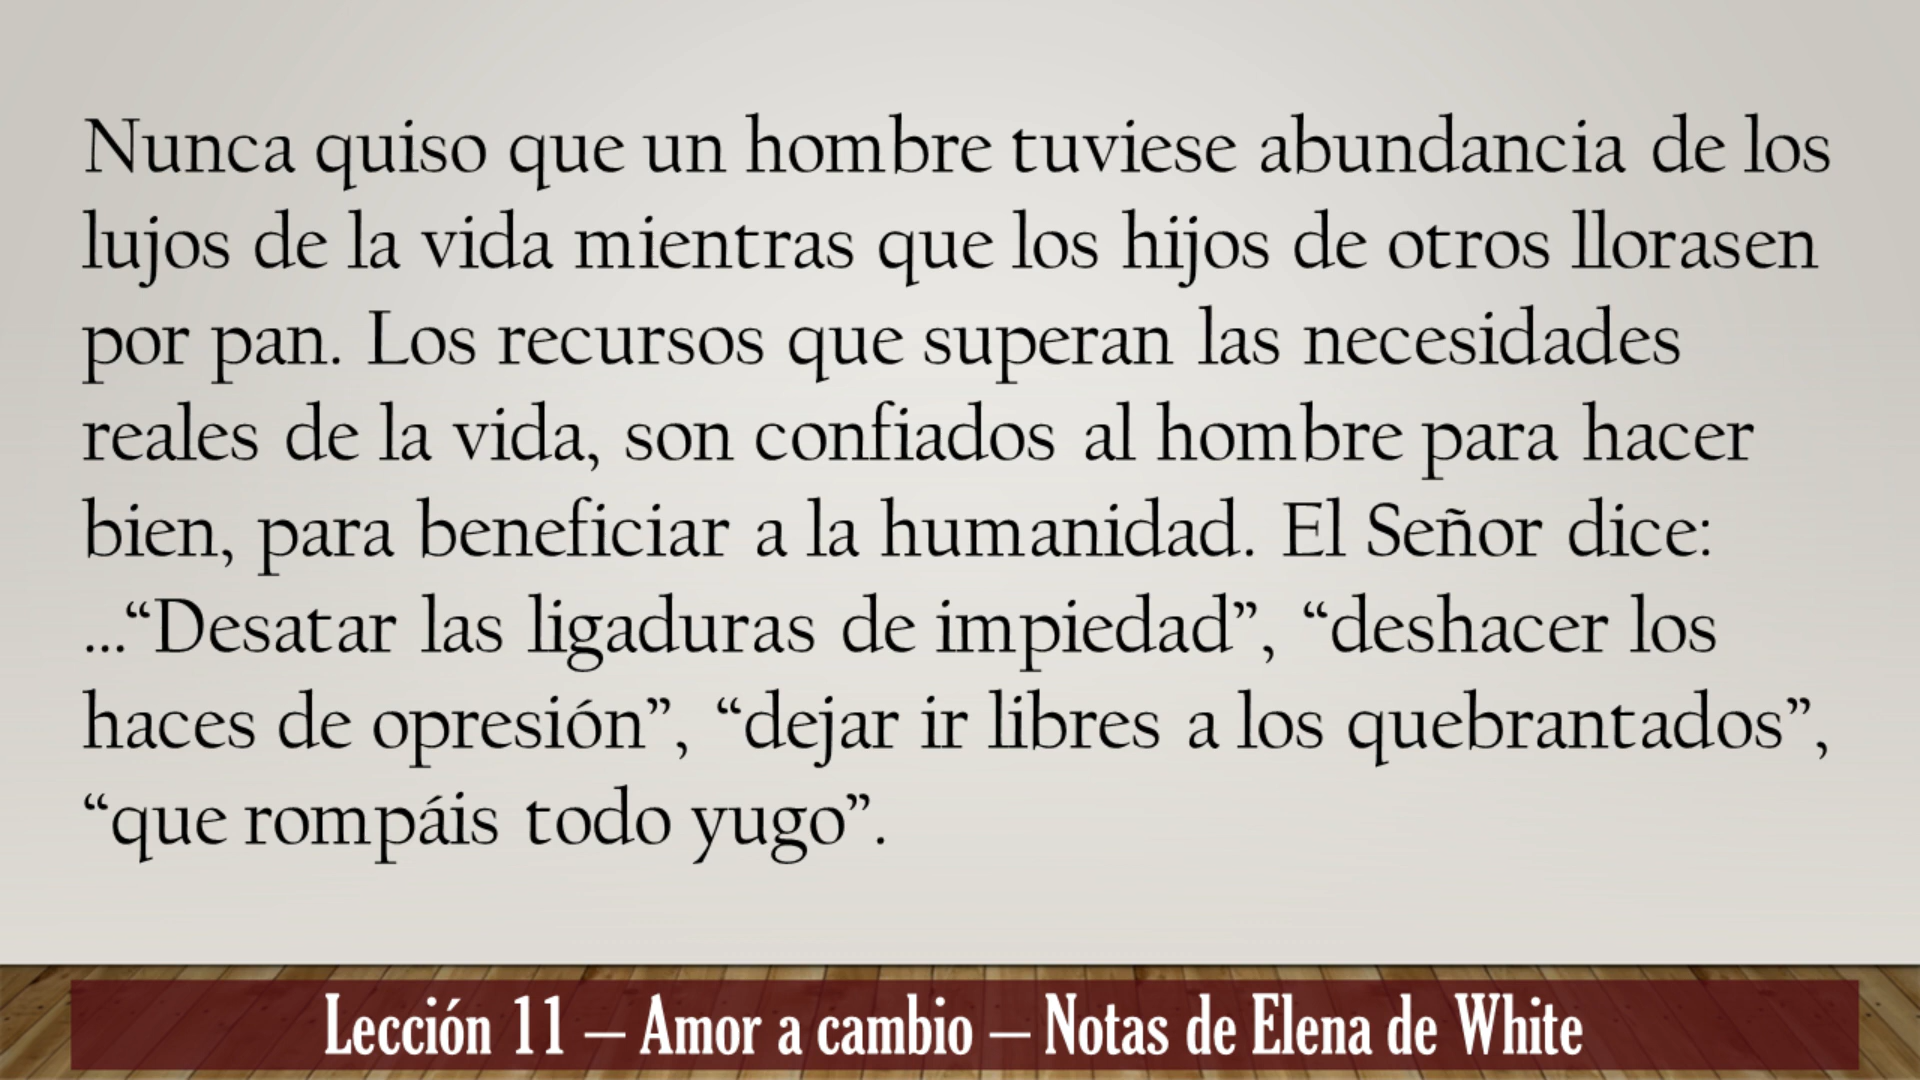 Nunca quiso que un hombre tuviese abundancia de los
lujos de la vida mientras que los hijos de otros llorasen
por pan. Los recursos que superan las necesidades
reales de la vida, son confiados al hombre para hacer
bien, para beneficiar a la humanidad. El Señor dice:
...“Desatar las ligaduras de impiedad”, “deshacer los
haces de opresión”, “dejar ir libres a los quebrantados”,
“que rompáis todo yugo”.
Lección 11 – Amor a cambio – Notas de Elena de White